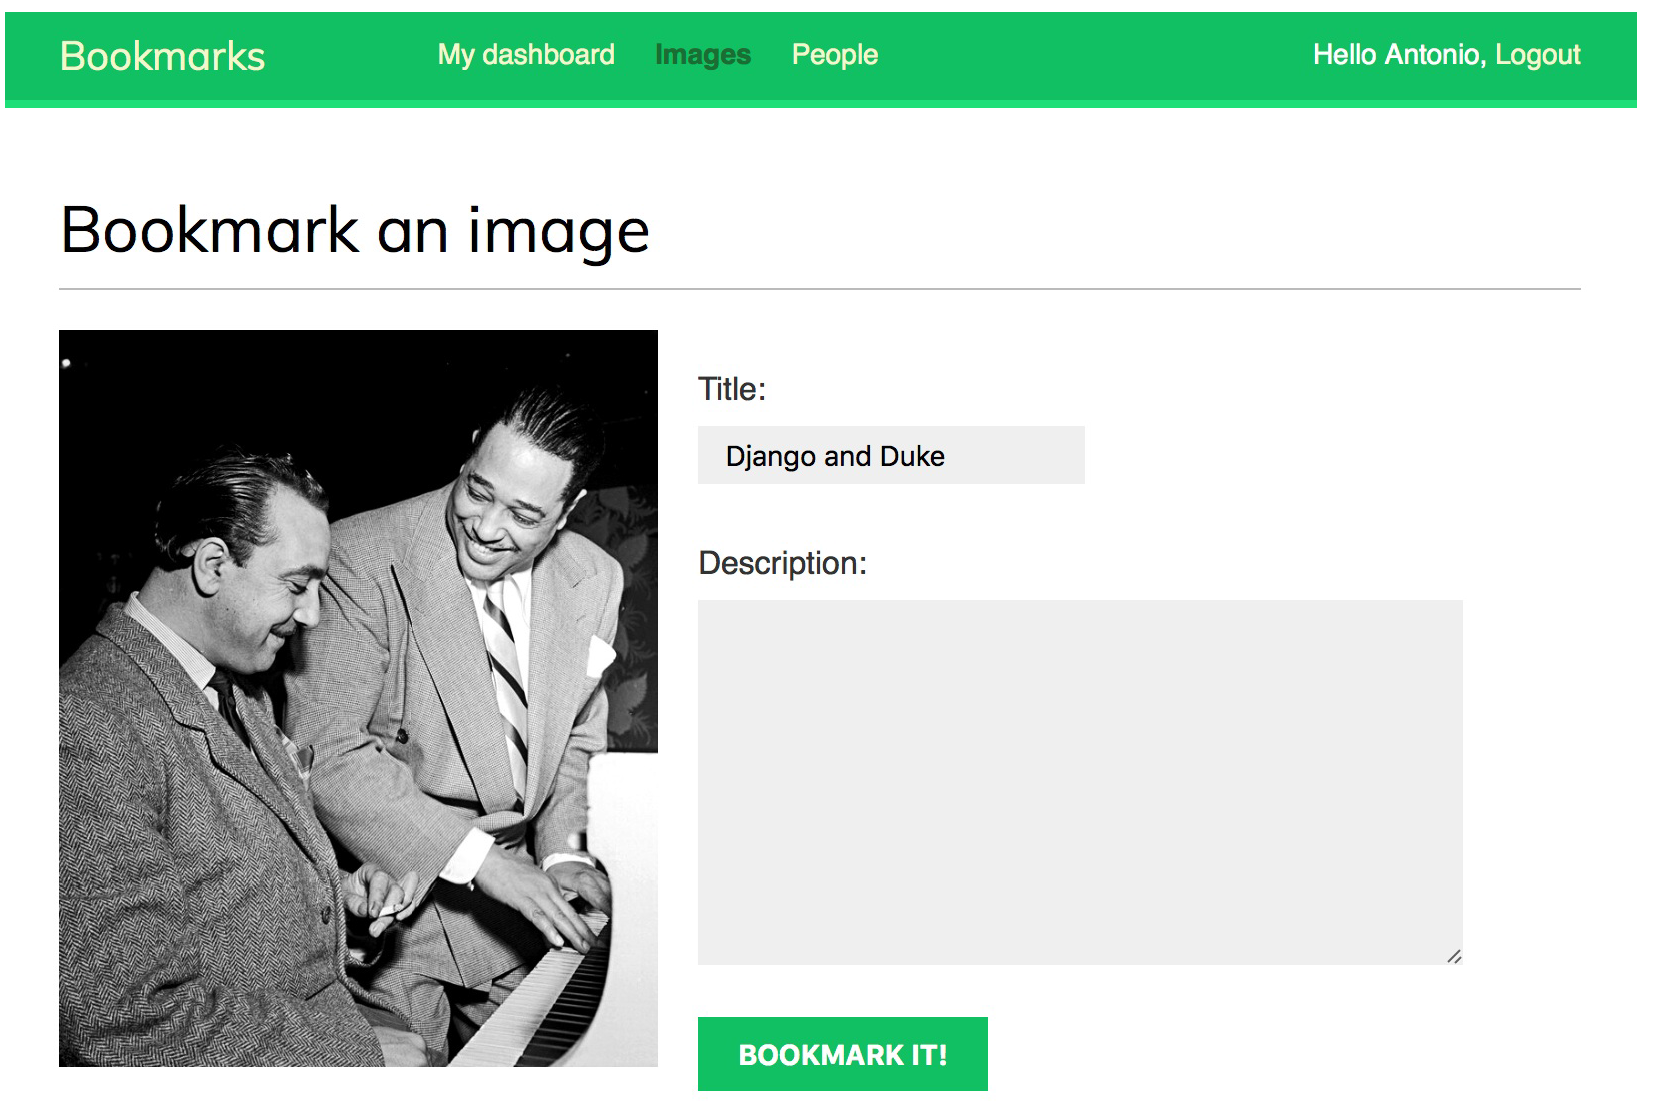 Bookmarks My dashboard Images People Hello Antonio, Logout
Bookmark an image
Title:
Django and Duke
Description:
BOOKMARK IT!